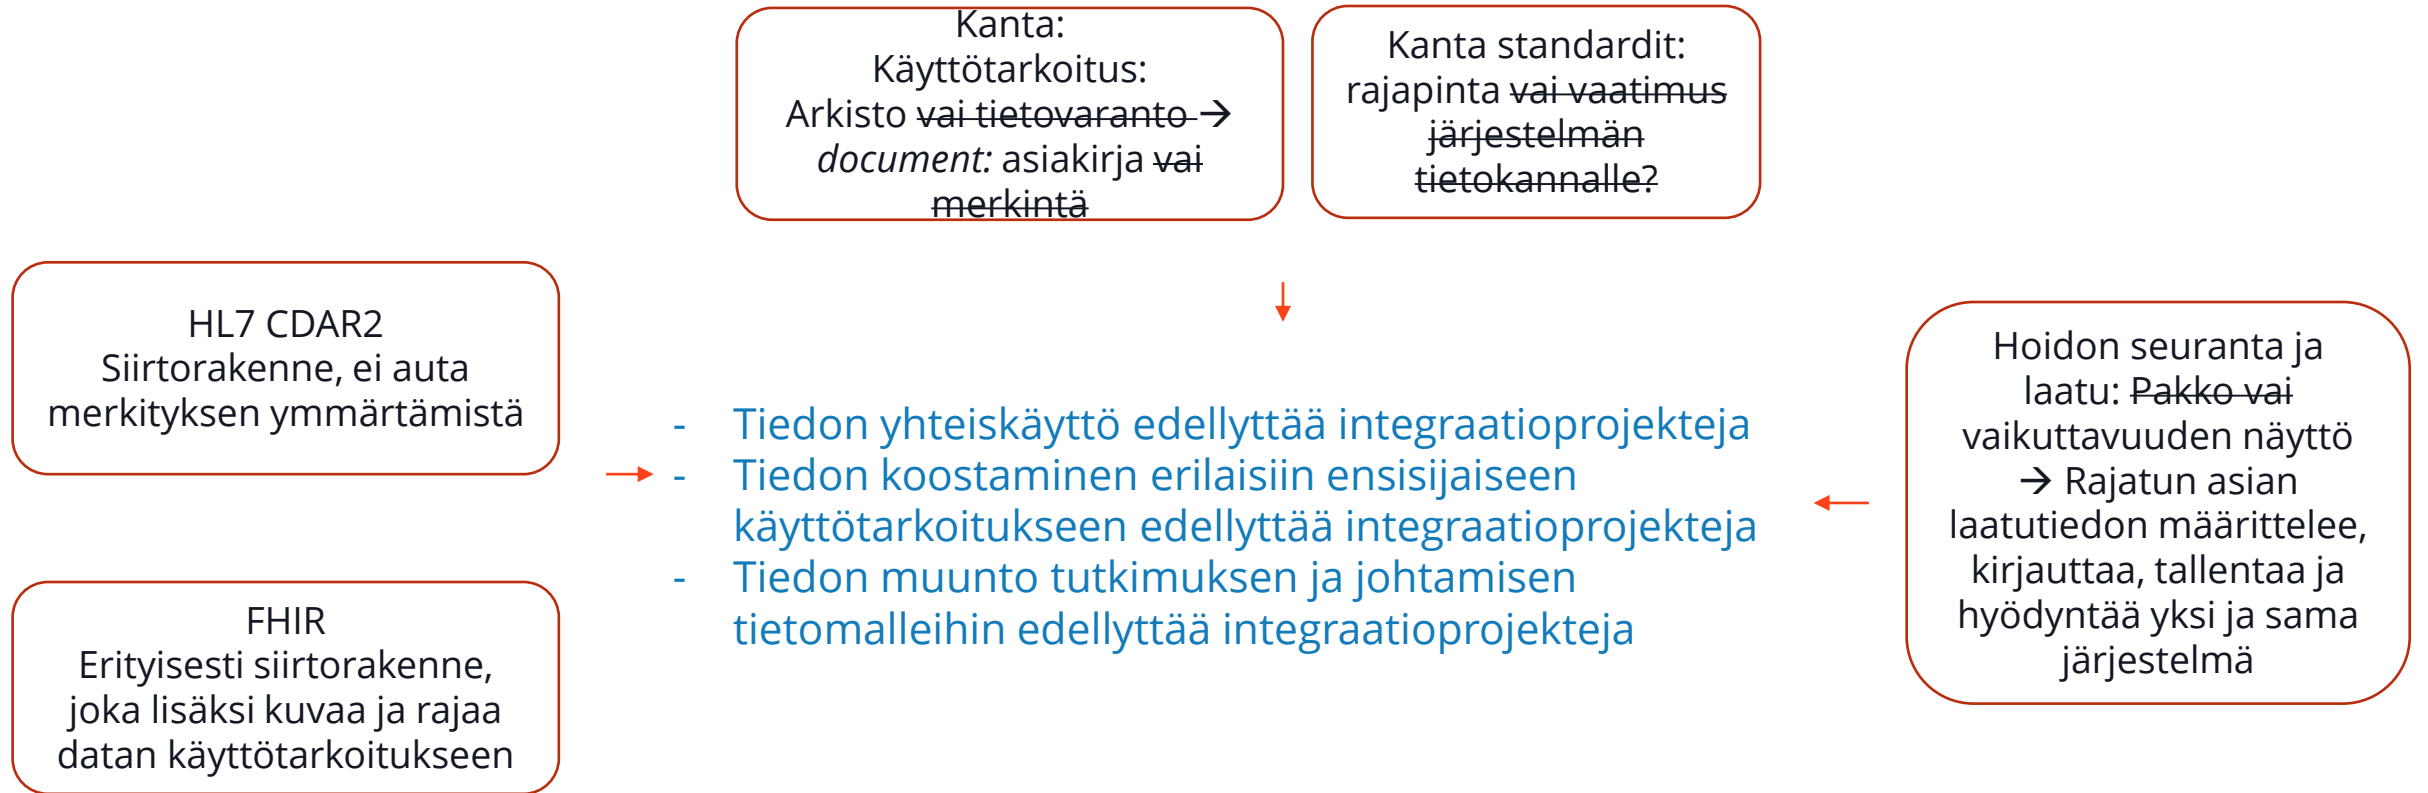 Kanta:
Käyttötarkoitus:
Arkisto vai tietovaranto →
document: asiakirja vai
merkintä
Kanta standardit:
rajapinta vai vaatimus
järjestelmän
tietokannalle?
HL7 CDAR2
Siirtorakenne, ei auta
merkityksen ymmärtämistä
FHIR
Erityisesti siirtorakenne,
joka lisäksi kuvaa ja rajaa
datan käyttötarkoitukseen
- Tiedon yhteiskäyttö edellyttää integraatioprojekteja
- Tiedon koostaminen erilaisiin ensisijaiseen
käyttötarkoitukseen edellyttää integraatioprojekteja
- Tiedon muunto tutkimuksen ja johtamisen
tietomalleihin edellyttää integraatioprojekteja
Hoidon seuranta ja
laatu: Pakko vai
vaikuttavuuden näyttö
→ Rajatun asian
laatutiedon määrittelee,
kirjauttaa, tallentaa ja
hyödyntää yksi ja sama
järjestelmä